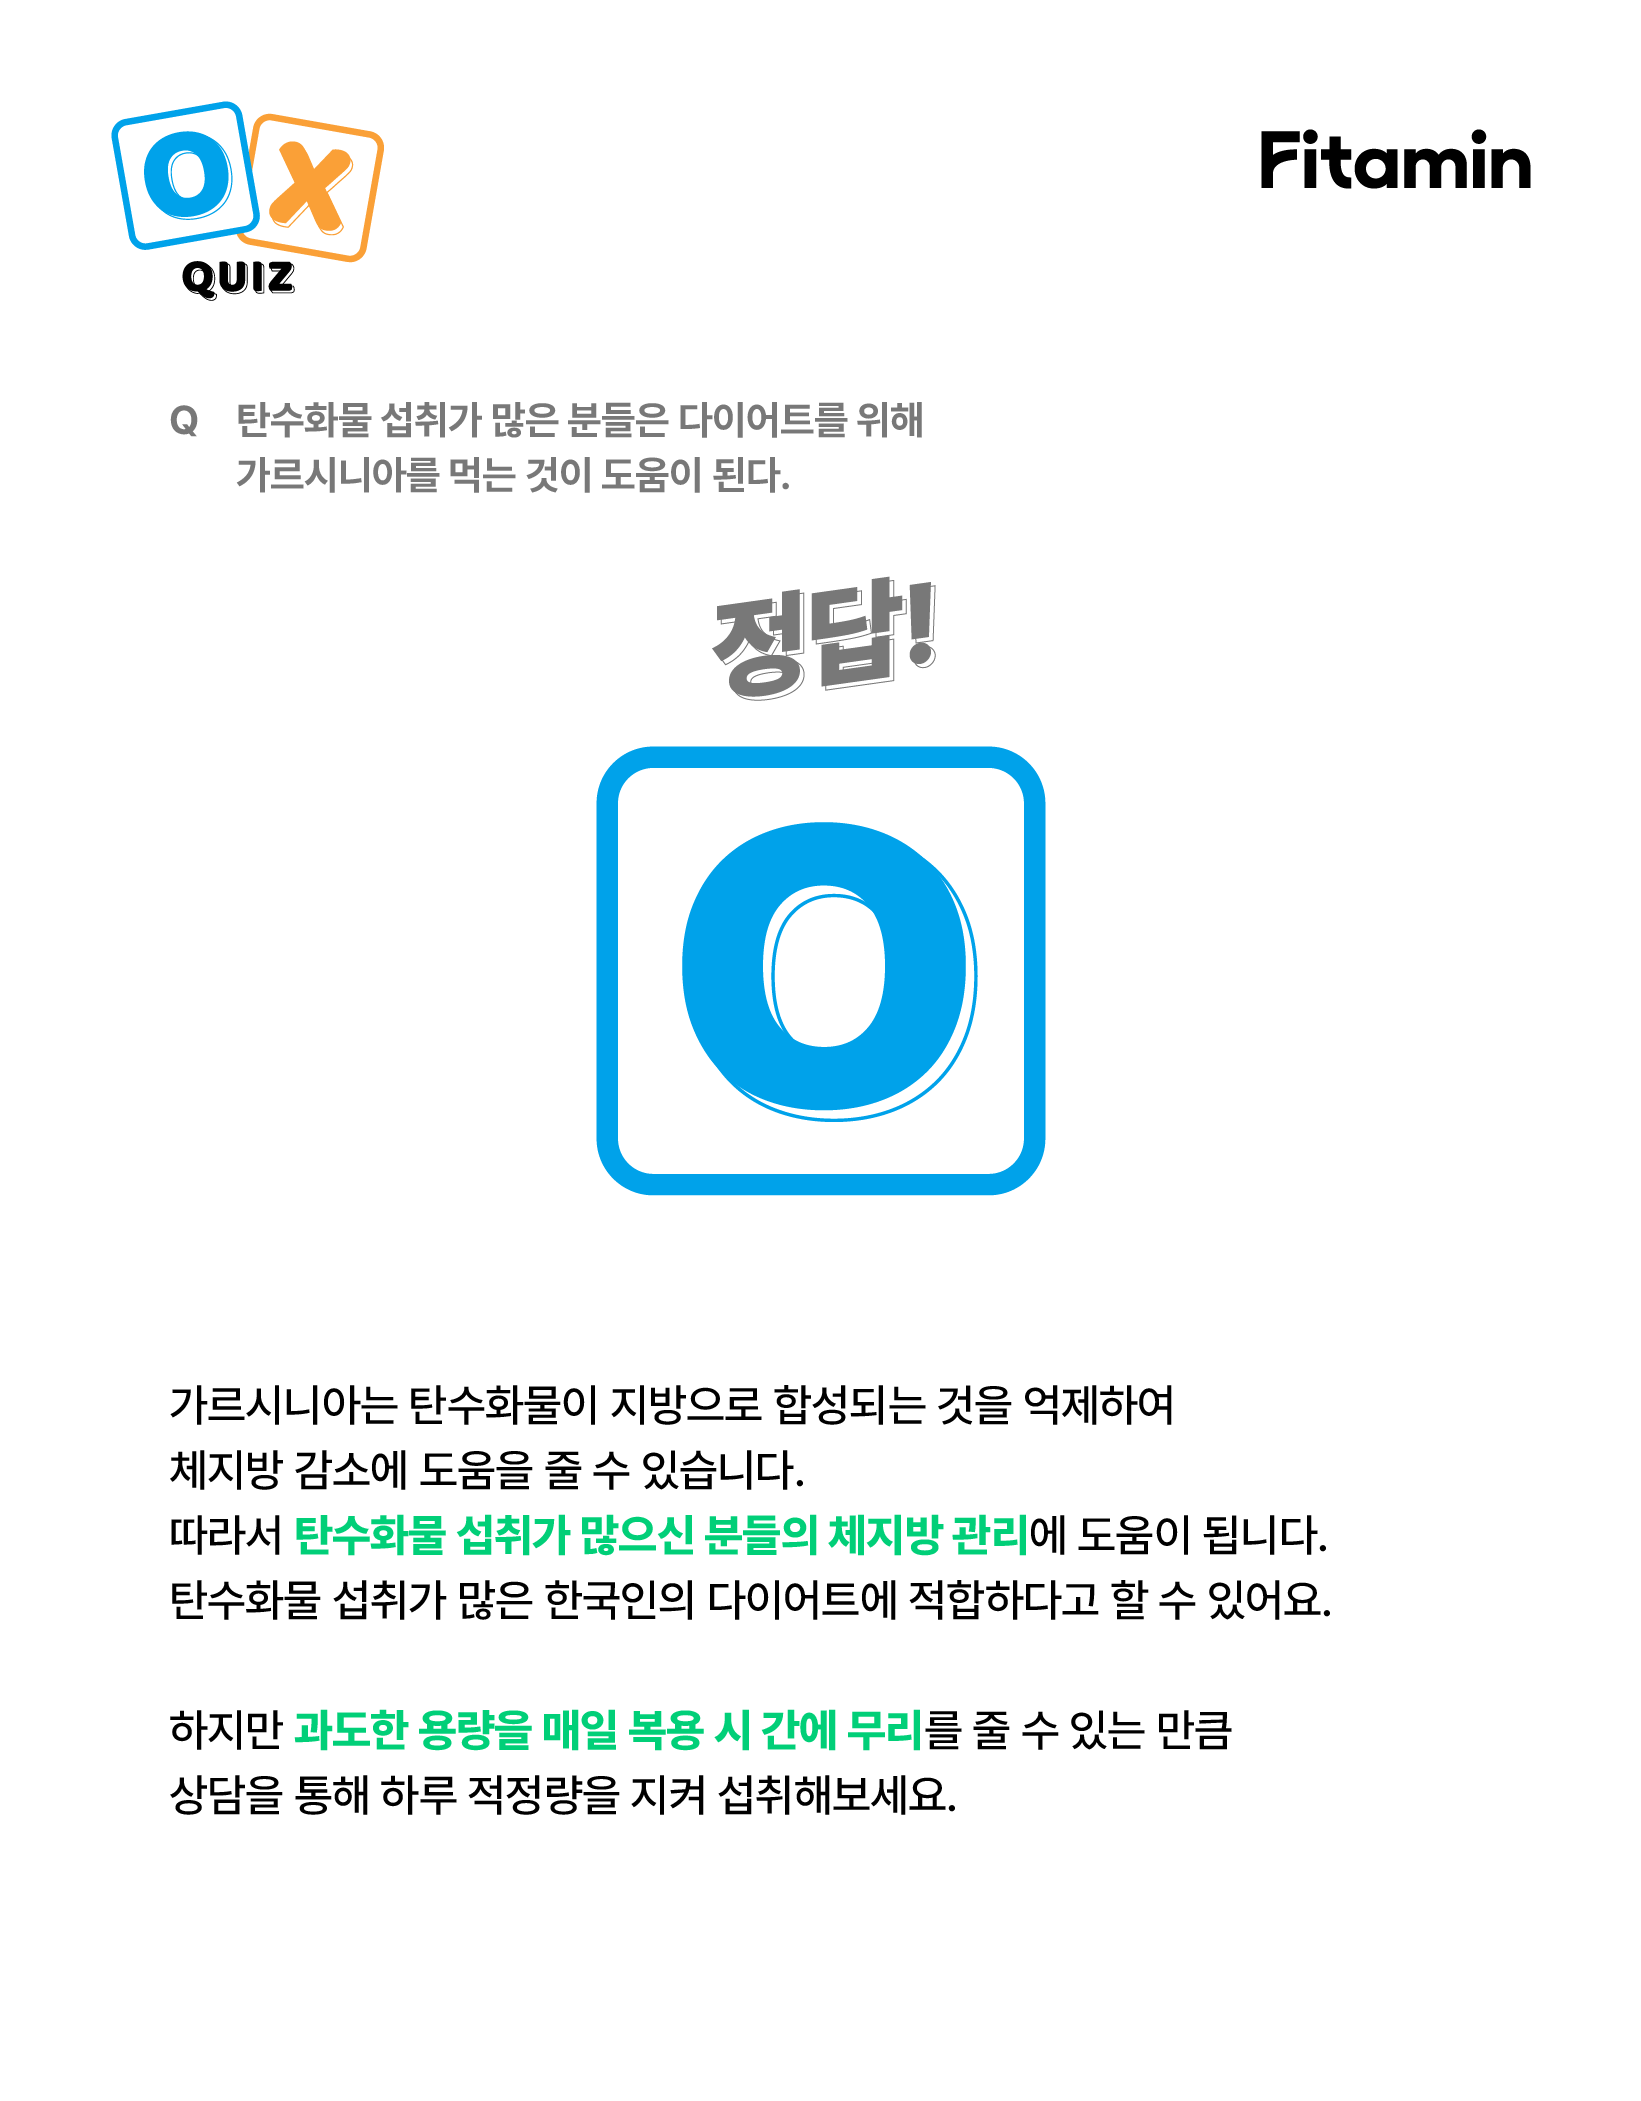 O X
QUIZ
Fitamin
Q 탄수화물 섭취가 많은 분들은 다이어트를 위해
가르시니아를 먹는 것이 도움이 된다.
정답!
O
가르시니아는 탄수화물이 지방으로 합성되는 것을 억제하여
체지방 감소에 도움을 줄 수 있습니다.
따라서 탄수화물 섭취가 많으신 분들의 체지방 관리에 도움이 됩니다.
탄수화물 섭취가 많은 한국인의 다이어트에 적합하다고 할 수 있어요.
하지만 과도한 용량을 매일 복용 시 간에 무리를 줄 수 있는 만큼
상담을 통해 하루 적정량을 지켜 섭취해보세요.